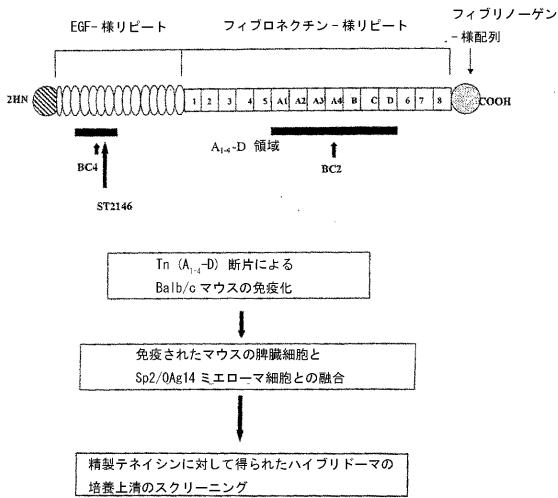 EGF-様リピート
フィブロネクチン-様リピート
フィブリノーゲン
-様配列
2HN
1 2 3 4 5 A1 A2 A3 A4 B C D 6 7 8
COOH
A1-4-D 領域
BC4
BC2
ST2146
Tn (A1-4-D) 断片による
Balb/c マウスの免疫化
免疫されたマウスの脾臓細胞と
Sp2/0Ag14 ミエローマ細胞との融合
精製テネイシンに対して得られたハイブリドーマの
培養上清のスクリーニング